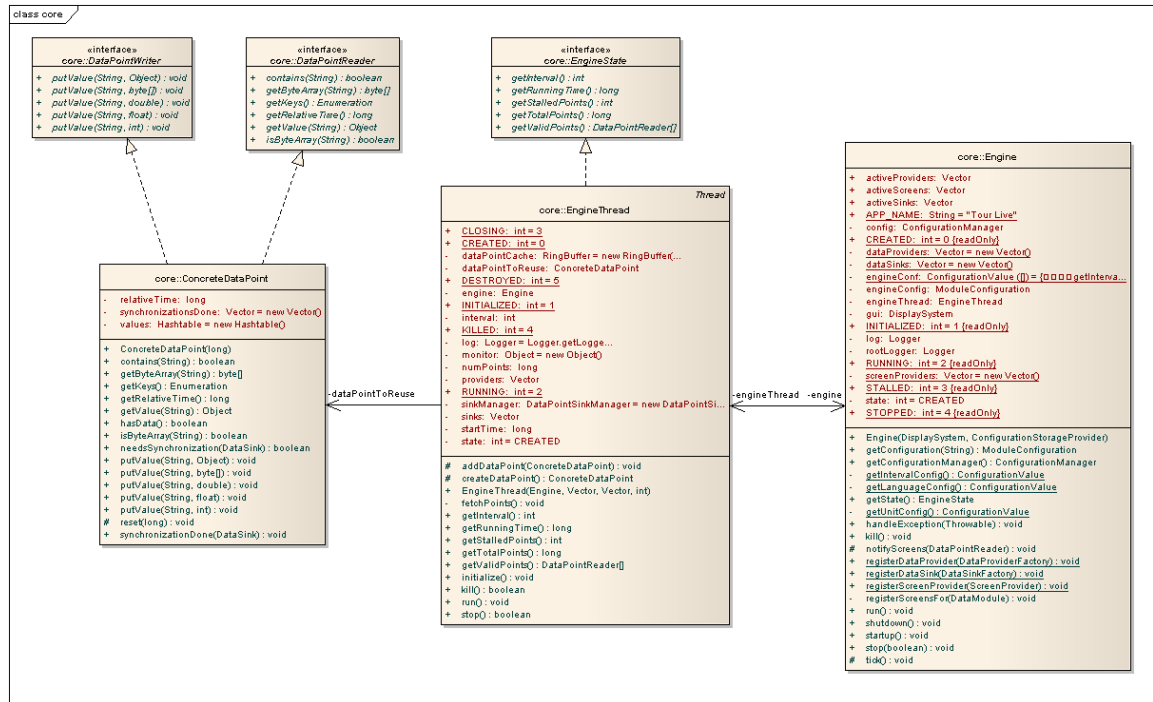 class core
«interface»
core::DataPointWriter
+ putValue(String, Object) : void
+ putValue(String, byte[]) : void
+ putValue(String, double) : void
+ putValue(String, float) : void
+ putValue(String, int) : void
«interface»
core::DataPointReader
+ contains(String) : boolean
+ getByteArray(String) : byte[]
+ getKeys() : Enumeration
+ getRelativeTime() : long
+ getValue(String) : Object
+ isByteArray(String) : boolean
«interface»
core::EngineState
+ getInterval() : int
+ getRunningTime() : long
+ getStalledPoints() : int
+ getTotalPoints() : long
+ getValidPoints() : DataPointReader[]
core::ConcreteDataPoint
- relativeTime: long
- synchronizationsDone: Vector = new Vector()
- values: Hashtable = new Hashtable()
+ ConcreteDataPoint(long)
+ contains(String) : boolean
+ getByteArray(String) : byte[]
+ getKeys() : Enumeration
+ getRelativeTime() : long
+ getValue(String) : Object
+ hasData() : boolean
+ isByteArray(String) : boolean
+ needsSynchronization(DataSink) : boolean
+ putValue(String, Object) : void
+ putValue(String, byte[]) : void
+ putValue(String, double) : void
+ putValue(String, float) : void
+ putValue(String, int) : void
# reset(long) : void
+ synchronizationDone(DataSink) : void
-dataPointToReuse
Thread
core::EngineThread
+ CLOSING: int = 3
+ CREATED: int = 0
- dataPointCache: RingBuffer = new RingBuffer(...
- dataPointToReuse: ConcreteDataPoint
+ DESTROYED: int = 5
- engine: Engine
+ INITIALIZED: int = 1
- interval: int
+ KILLED: int = 4
- log: Logger = Logger.getLogge...
- monitor: Object = new Object()
- numPoints: long
- providers: Vector
+ RUNNING: int = 2
- sinkManager: DataPointSinkManager = new DataPointSi...
- sinks: Vector
- startTime: long
- state: int = CREATED
# addDataPoint(ConcreteDataPoint) : void
# createDataPoint() : ConcreteDataPoint
+ EngineThread(Engine, Vector, Vector, int)
- fetchPoints() : void
+ getInterval() : int
+ getRunningTime() : long
+ getStalledPoints() : int
+ getTotalPoints() : long
+ getValidPoints() : DataPointReader[]
+ initialize() : void
+ kill() : boolean
+ run() : void
+ stop() : boolean
-engineThread -engine
core::Engine
+ activeProviders: Vector
+ activeScreens: Vector
+ activeSinks: Vector
+ APP_NAME: String = "Tour Live"
- config: ConfigurationManager
+ CREATED: int = 0 {readOnly}
- dataProviders: Vector = new Vector()
- dataSinks: Vector = new Vector()
- engineConf: ConfigurationValue ([]) = {□□□□getInterva...
- engineConfig: ModuleConfiguration
- engineThread: EngineThread
- gui: DisplaySystem
+ INITIALIZED: int = 1 {readOnly}
- log: Logger
- rootLogger: Logger
+ RUNNING: int = 2 {readOnly}
- screenProviders: Vector = new Vector()
+ STALLED: int = 3 {readOnly}
- state: int = CREATED
+ STOPPED: int = 4 {readOnly}
+ Engine(DisplaySystem, ConfigurationStorageProvider)
+ getConfiguration(String) : ModuleConfiguration
+ getConfigurationManager() : ConfigurationManager
- getIntervalConfig() : ConfigurationValue
- getLanguageConfig() : ConfigurationValue
+ getState() : EngineState
- getUnitConfig() : ConfigurationValue
+ handleException(Throwable) : void
+ kill() : void
# notifyScreens(DataPointReader) : void
+ registerDataProvider(DataProviderFactory) : void
+ registerDataSink(DataSinkFactory) : void
+ registerScreenProvider(ScreenProvider) : void
- registerScreensFor(DataModule) : void
+ run() : void
+ shutdown() : void
+ startup() : void
+ stop(boolean) : void
# tick() : void